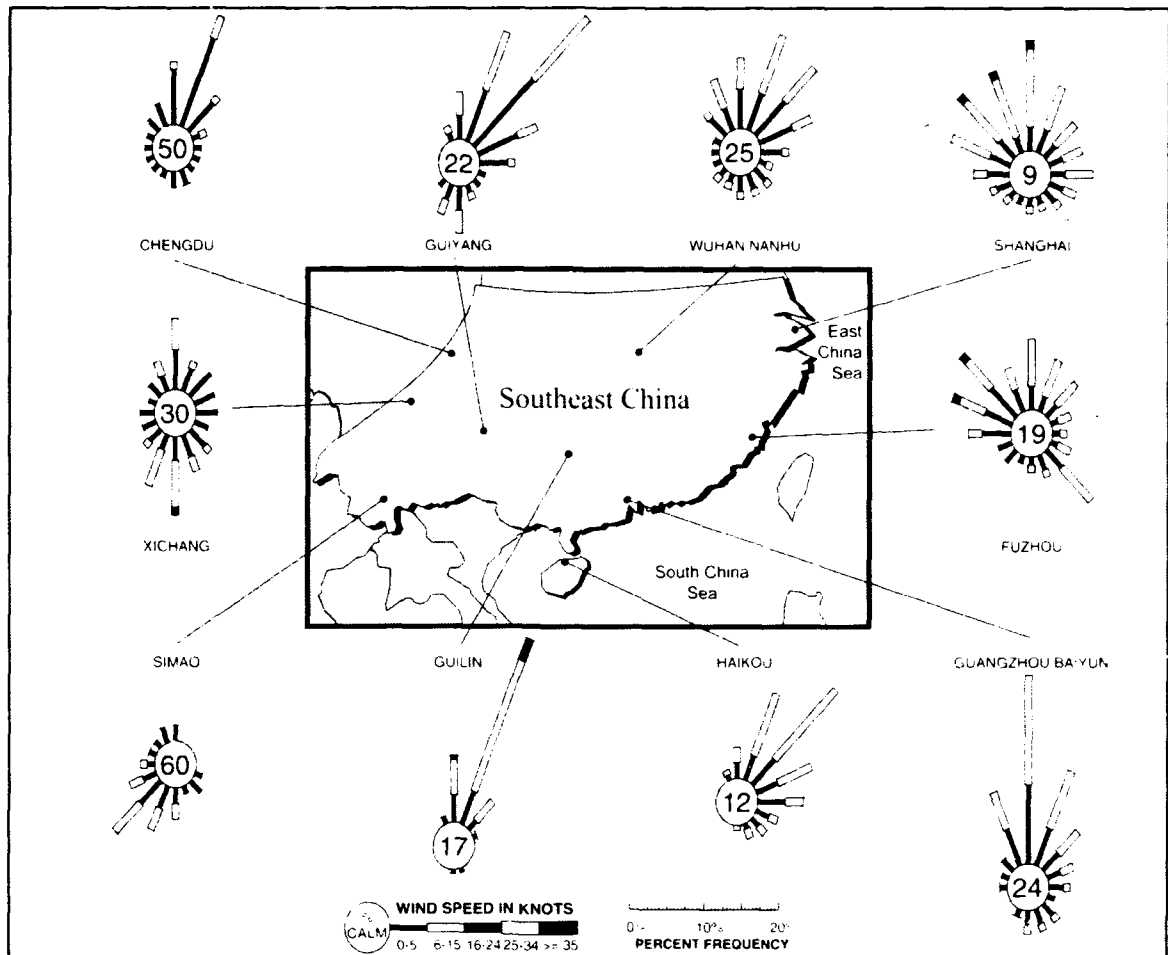 50
22
25
9
CHENGDU
GUIYANG
WUHAN NANHU
SHANGHAI
East
China
Sea
Southeast China
30
19
XICHANG
FUZHOU
South China
Sea
SIMAO
GUILIN
HAIKOU
GUANGZHOU BAIYUN
60
17
12
24
WIND SPEED IN KNOTS
CALM
0-5 6-15 16-24 25-34 >= 35
10% 20
PERCENT FREQUENCY